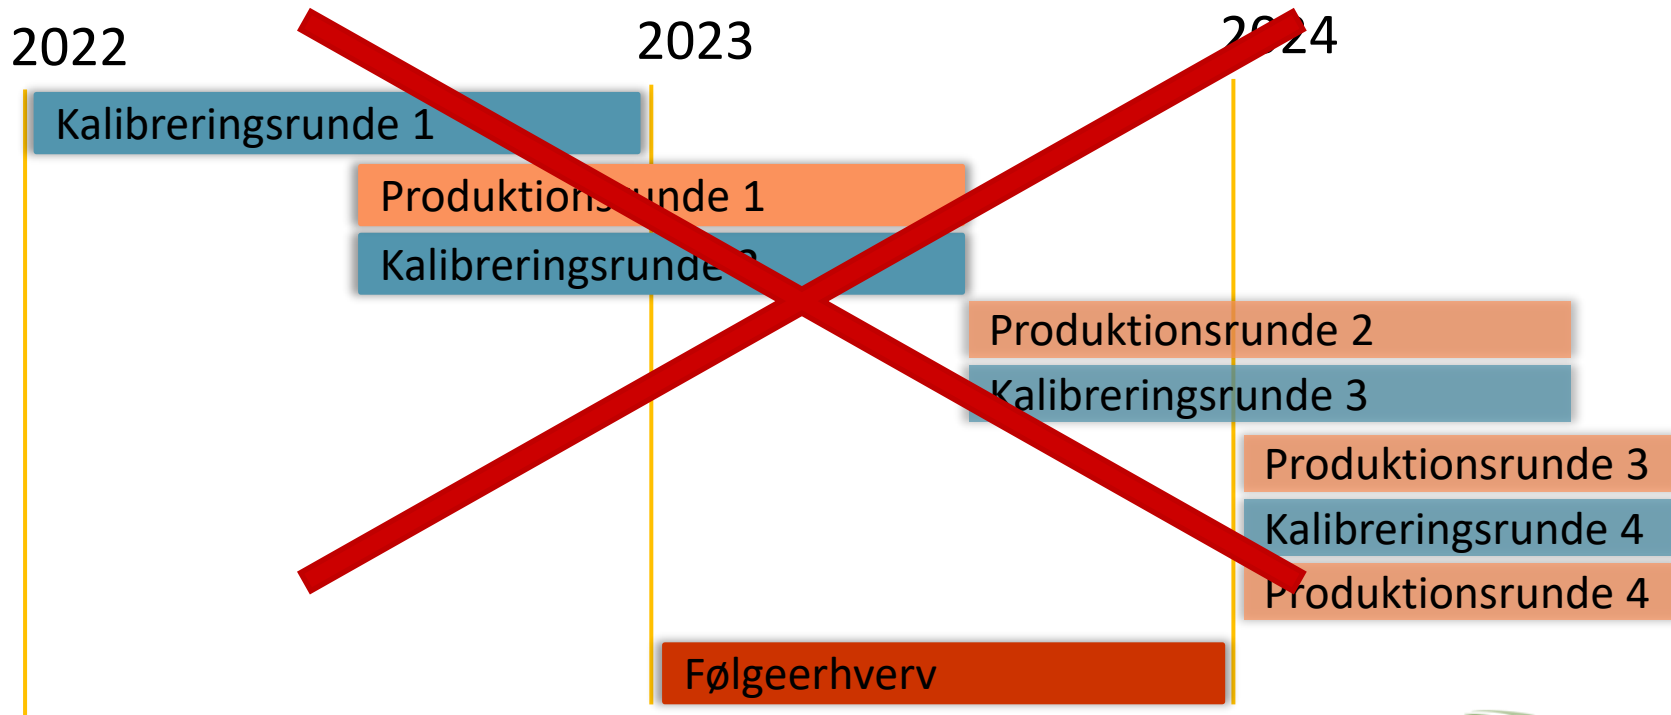 2022
2023
2024
Kalibreringsrunde 1
Produktionsrunde 1
Kalibreringsrunde 2
Produktionsrunde 2
Kalibreringsrunde 3
Produktionsrunde 3
Kalibreringsrunde 4
Produktionsrunde 4
Følgeerhverv